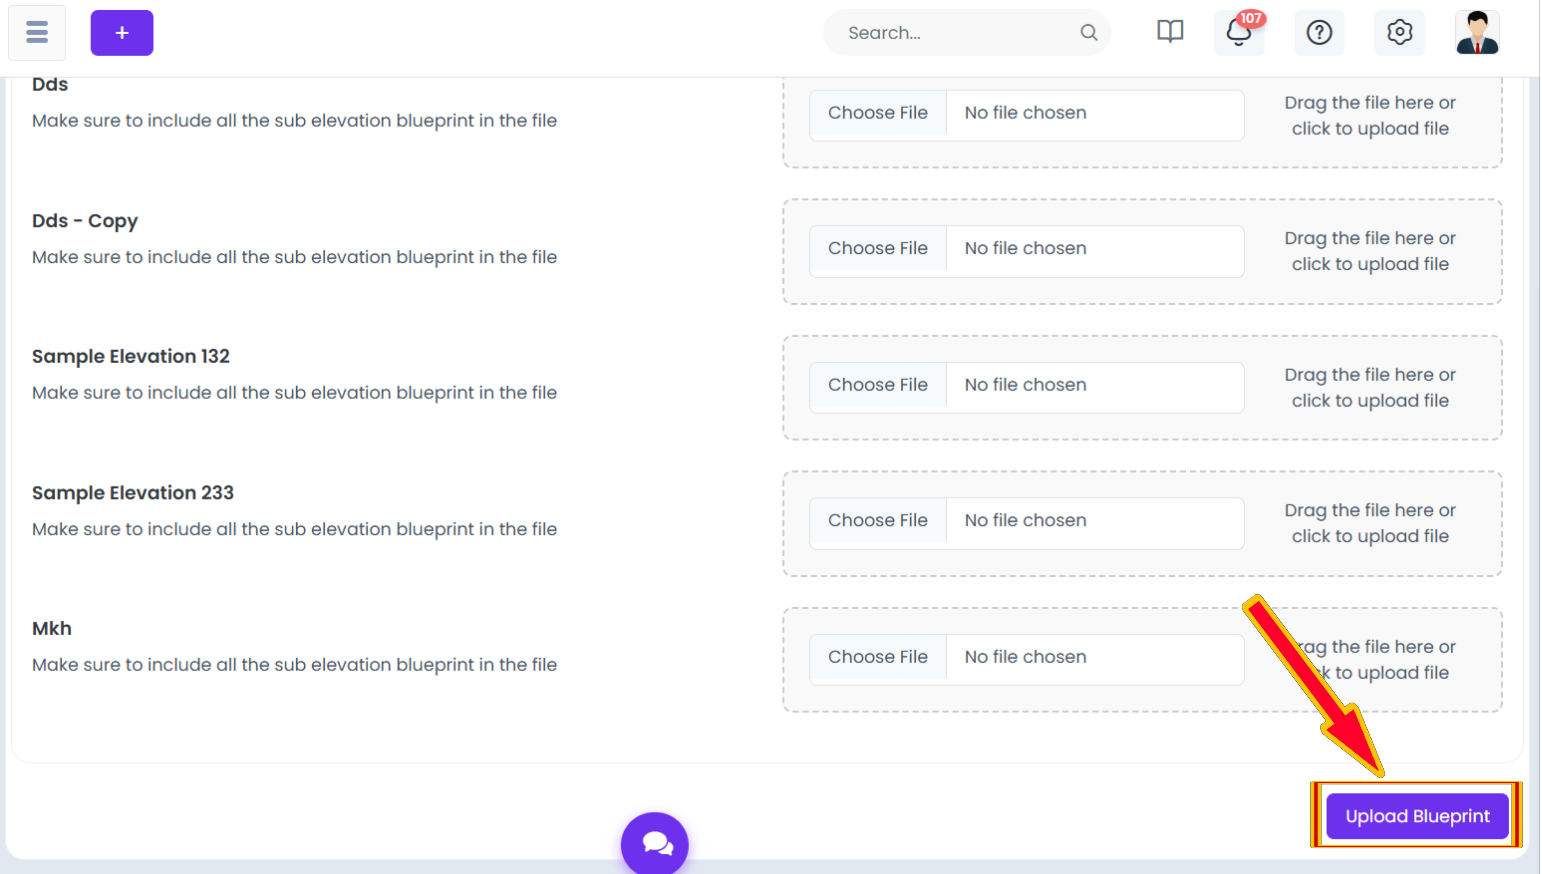 +
Search...
107
Dds
Make sure to include all the sub elevation blueprint in the file
Choose File
No file chosen
Drag the file here or
click to upload file
Dds - Copy
Make sure to include all the sub elevation blueprint in the file
Choose File
No file chosen
Drag the file here or
click to upload file
Sample Elevation 132
Make sure to include all the sub elevation blueprint in the file
Choose File
No file chosen
Drag the file here or
click to upload file
Sample Elevation 233
Make sure to include all the sub elevation blueprint in the file
Choose File
No file chosen
Drag the file here or
click to upload file
Mkh
Make sure to include all the sub elevation blueprint in the file
Choose File
No file chosen
rag the file here or
ck to upload file
Upload Blueprint